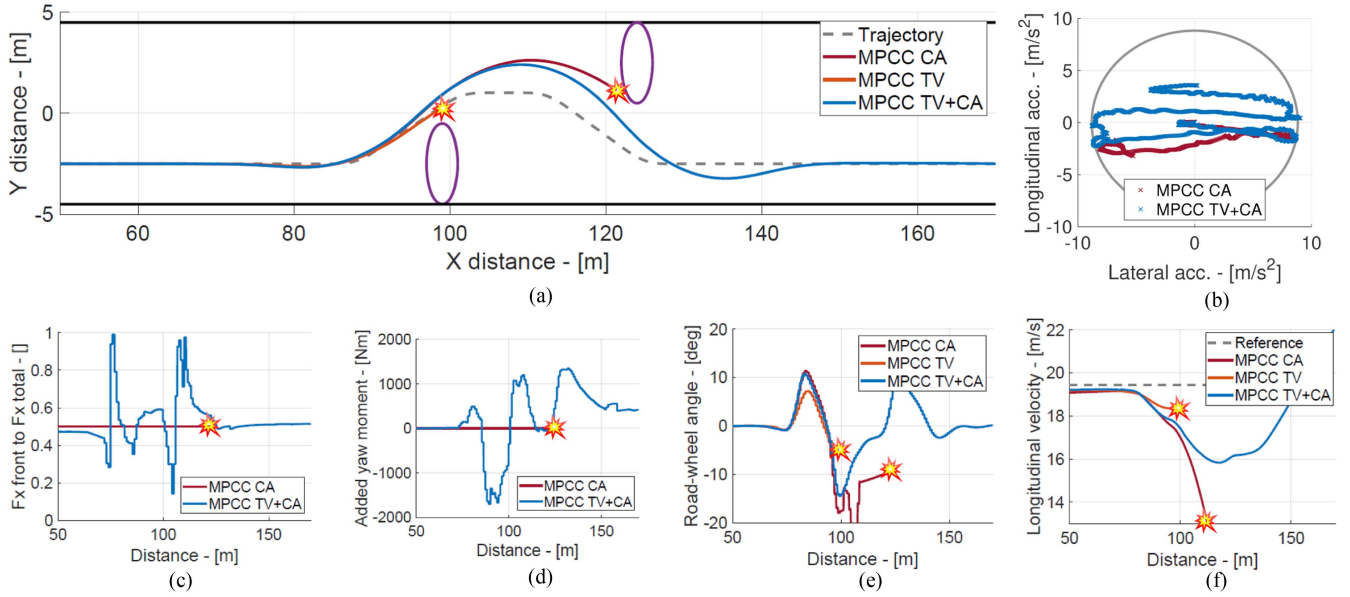 5
0
-5
Y distance - [m]
60
80
100
120
140
160
X distance - [m]
Trajectory
MPCC CA
MPCC TV
MPCC TV+CA
(a)
10
5
0
-5
-10
Longitudinal acc. - [m/s²]
-10
0
10
Lateral acc. - [m/s²]
MPCC CA
MPCC TV+CA
(b)
1
0.8
0.6
0.4
0.2
0
Fx front to Fx total - []
50
100
150
Distance - [m]
MPCC CA
MPCC TV+CA
(c)
2000
1000
0
-1000
-2000
Added yaw moment - [Nm]
50
100
150
Distance - [m]
MPCC CA
MPCC TV+CA
(d)
20
10
0
-10
-20
Road-wheel angle - [deg]
50
100
150
Distance - [m]
MPCC CA
MPCC TV
MPCC TV+CA
(e)
22
20
18
16
14
Longitudinal velocity - [m/s]
50
100
150
Distance - [m]
Reference
MPCC CA
MPCC TV
MPCC TV+CA
(f)